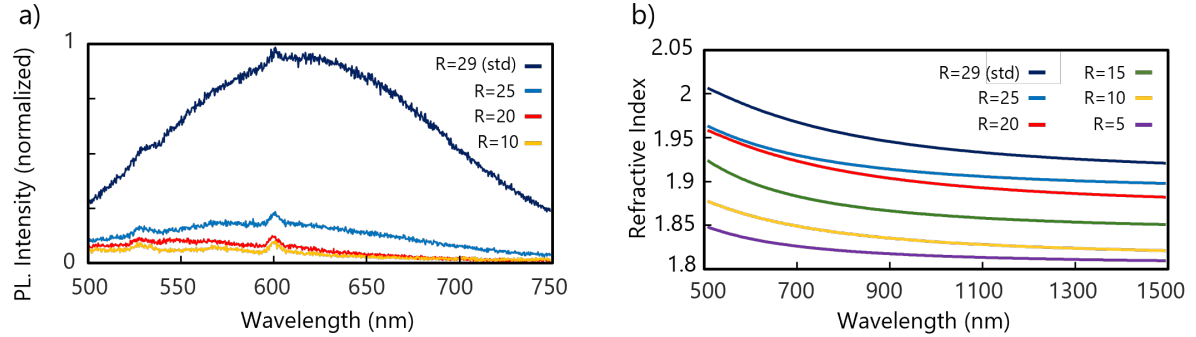 a)
PL. Intensity (normalized)
1
0
R=29 (std)
R=25
R=20
R=10
500 550 600 650 700 750
Wavelength (nm)
b)
Refractive Index
2.05
2
1.95
1.9
1.85
1.8
R=29 (std) R=15
R=25 R=10
R=20 R=5
500 700 900 1100 1300 1500
Wavelength (nm)